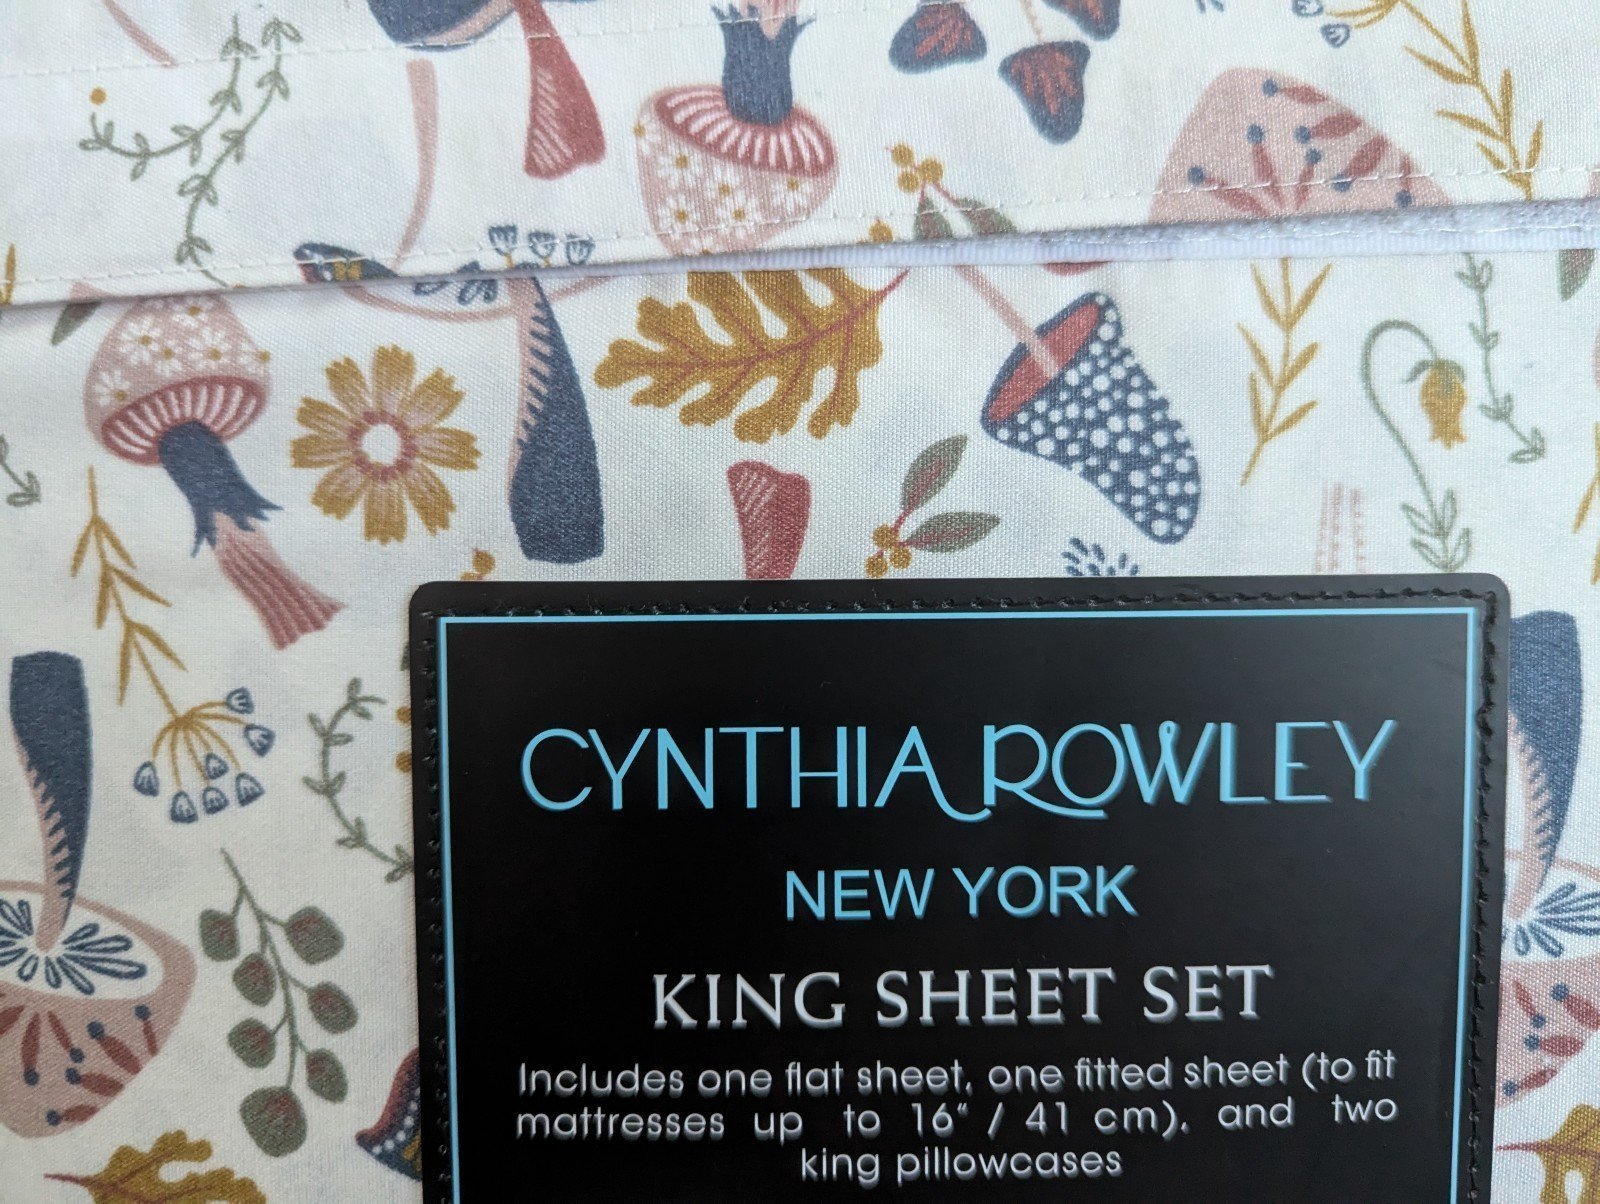 CYNTHIA ROWLEY
NEW YORK
KING SHEET SET
Includes one flat sheet, one fitted sheet (to fit
mattresses up to 16“ / 41 cm), and two
king pillowcases